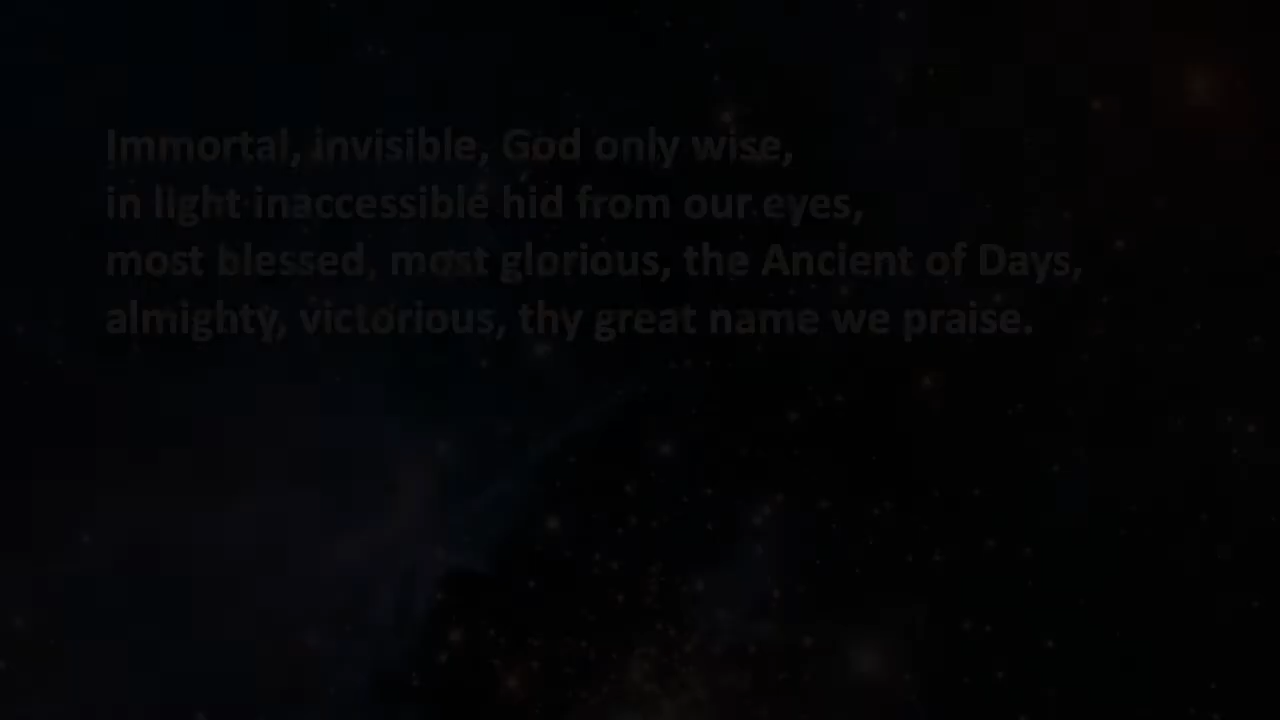 Immortal, invisible, God only wise,
in light inaccessible hid from our eyes,
most blessed, most glorious, the Ancient of Days,
almighty, victorious, thy great name we praise.